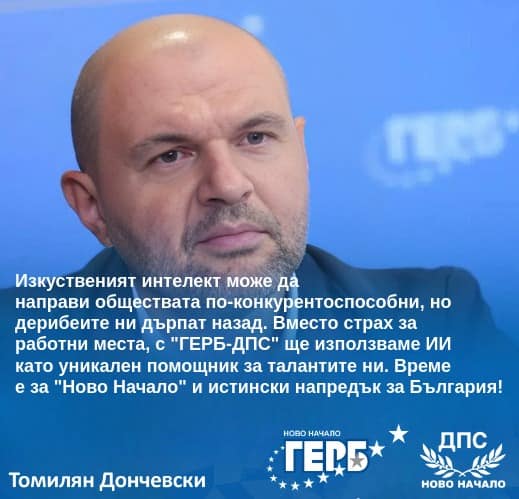 ГЕРБ
Изкуственият интелект може да
направи обществата по-конкурентоспособни, но
дерибеите ни дърпат назад. Вместо страх за
работни места, с "ГЕРБ-ДПС" ще използваме ИИ
като уникален помощник за талантите ни. Време
е за "Ново Начало" и истински напредък за България!
НОВО НАЧАЛО
ГЕРБ
ДПС
НОВО НАЧАЛО
Томилян Дончевски